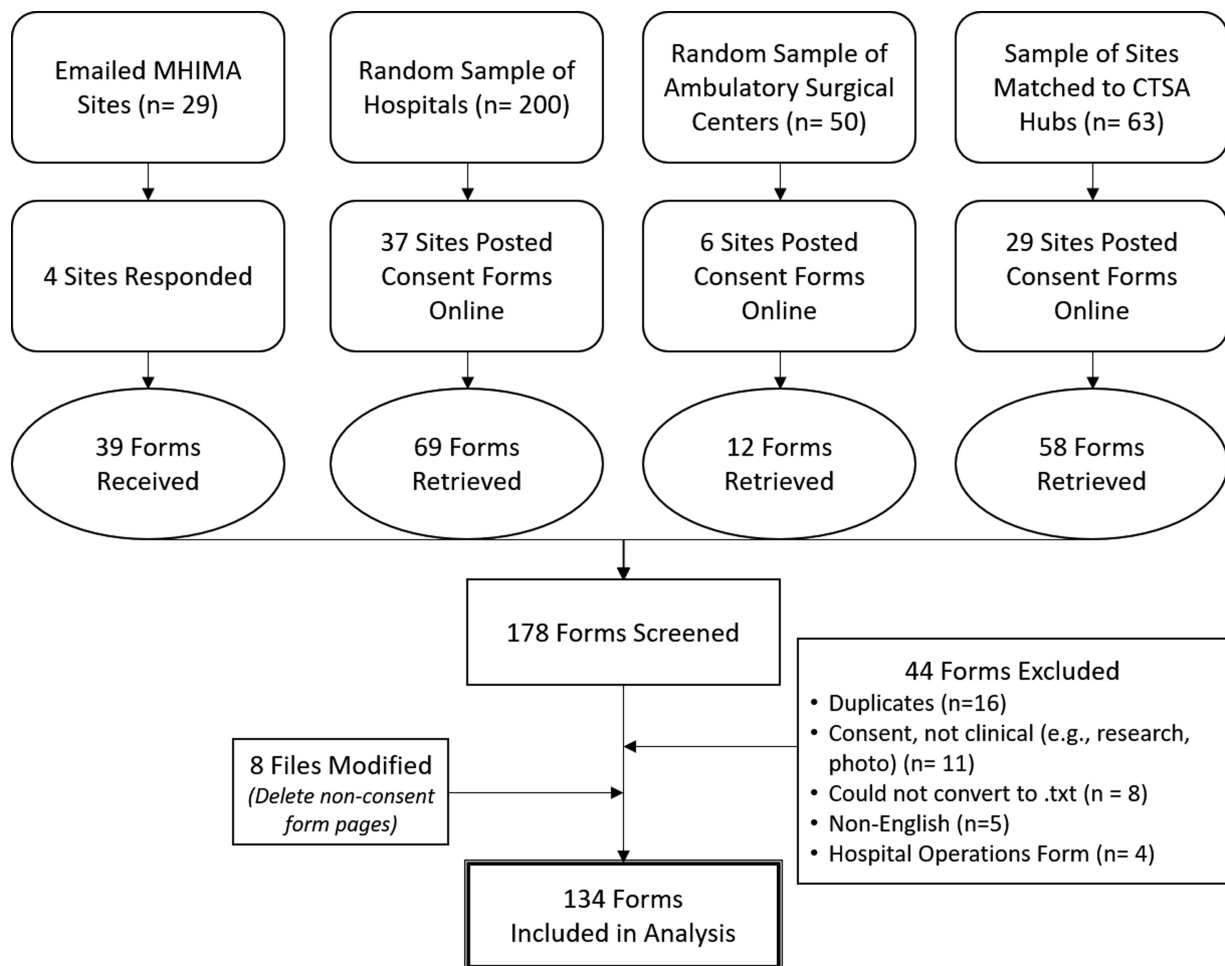 Emailed MHIMA
Sites (n= 29)
Random Sample of
Hospitals (n= 200)
Random Sample of
Ambulatory Surgical
Centers (n= 50)
Sample of Sites
Matched to CTSA
Hubs (n= 63)
4 Sites Responded
37 Sites Posted
Consent Forms
Online
6 Sites Posted
Consent Forms
Online
29 Sites Posted
Consent Forms
Online
39 Forms
Received
69 Forms
Retrieved
12 Forms
Retrieved
58 Forms
Retrieved
178 Forms Screened
44 Forms Excluded
• Duplicates (n=16)
• Consent, not clinical (e.g., research,
photo) (n= 11)
• Could not convert to .txt (n = 8)
• Non-English (n=5)
• Hospital Operations Form (n= 4)
8 Files Modified
(Delete non-consent
form pages)
134 Forms
Included in Analysis